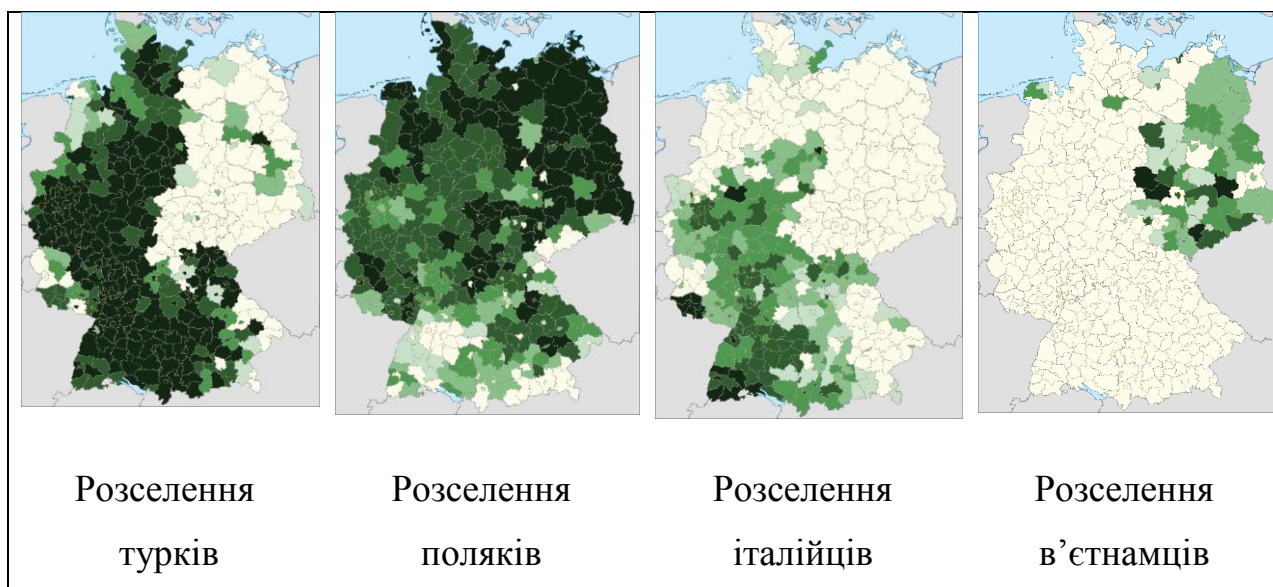 Розселення
турків
Розселення
поляків
Розселення
італійців
Розселення
в’єтнамців